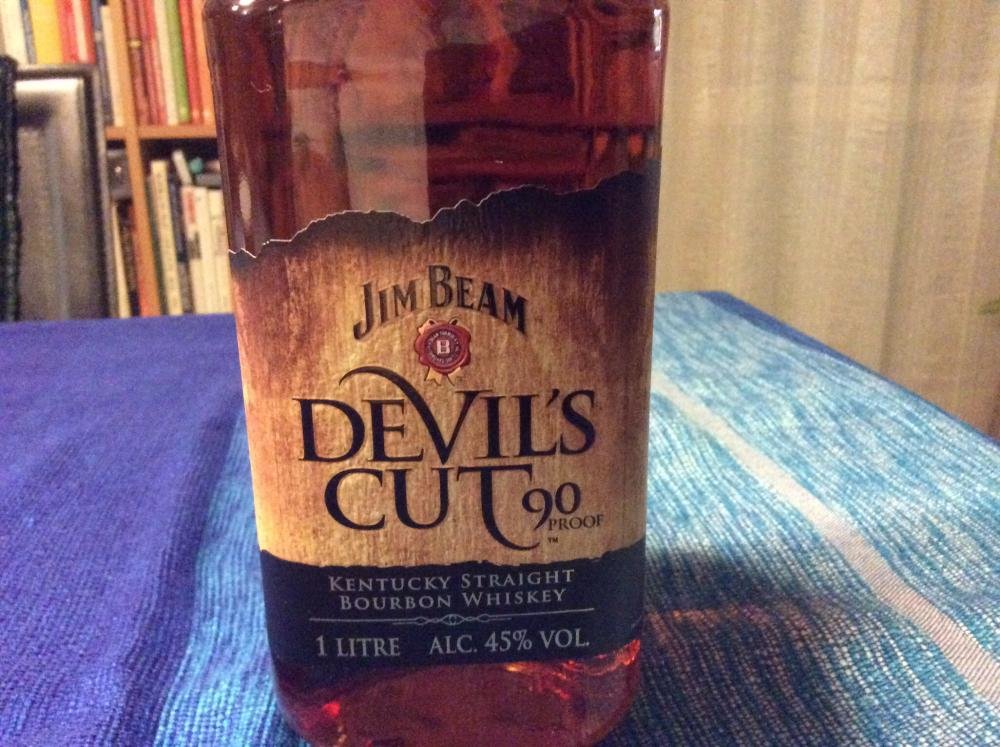 JIM BEAM
B
DEVIL'S
CUT 90
PROOF
™
KENTUCKY STRAIGHT
BOURBON WHISKEY
1 LITRE ALC. 45% VOL.